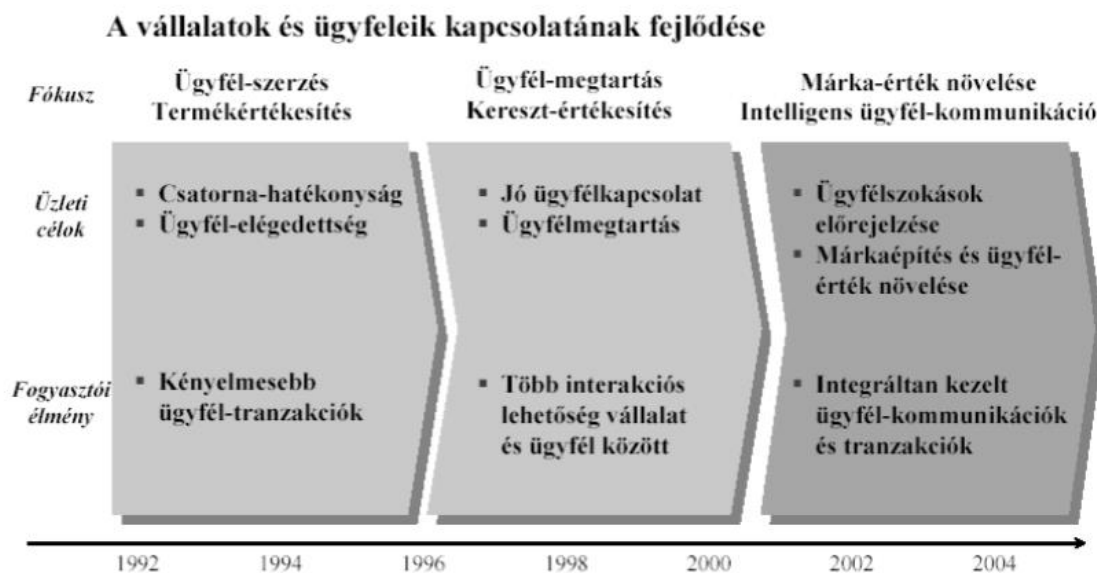 A vállalatok és ügyfeleik kapcsolatának fejlődése
Fókusz
Ügyfél-szerzés
Termékértékesítés
Ügyfél-megtartás
Kereszt-értékesítés
Márka-érték növelése
Intelligens ügyfél-kommunikáció
Üzleti
célok
▪ Csatorna-hatékonyság
▪ Ügyfél-elégedettség
▪ Jó ügyfélkapcsolat
▪ Ügyfélmegtartás
▪ Ügyfélszokások
előrejelzése
▪ Márkaépítés és ügyfél-
érték növelése
Fogyasztói
élmény
▪ Kényelmesebb
ügyfél-tranzakciók
▪ Több interakciós
lehetőség vállalat
és ügyfél között
▪ Integráltan kezelt
ügyfél-kommunikációk
és tranzakciók
1992 1994 1996 1998 2000 2002 2004